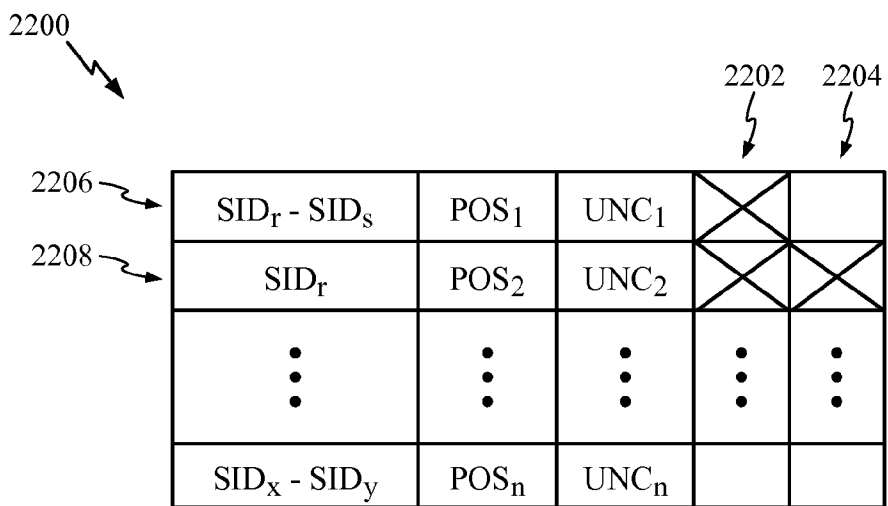 2200
2202 2204
2206
SIDr - SIDs POS1 UNC1
2208
SIDr POS2 UNC2
SIDx - SIDy POSn UNCn